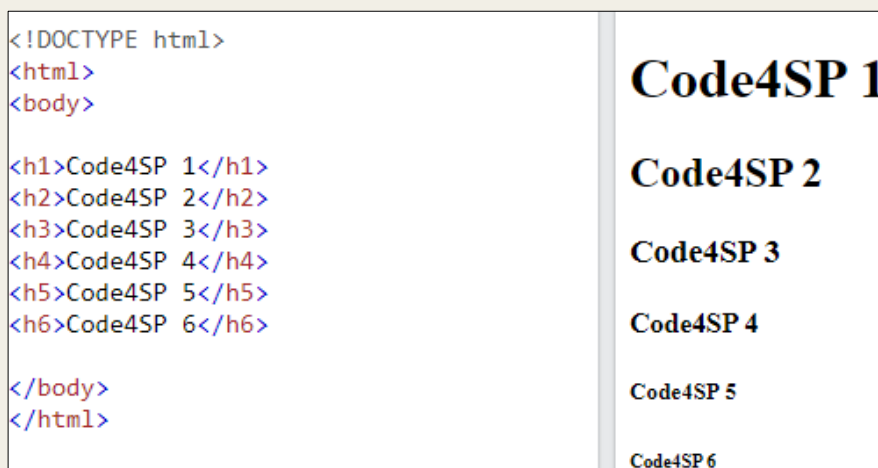 <!DOCTYPE html>
<html>
<body>
<h1>Code4SP 1</h1>
<h2>Code4SP 2</h2>
<h3>Code4SP 3</h3>
<h4>Code4SP 4</h4>
<h5>Code4SP 5</h5>
<h6>Code4SP 6</h6>
</body>
</html>
Code4SP 1
Code4SP 2
Code4SP 3
Code4SP 4
Code4SP 5
Code4SP 6